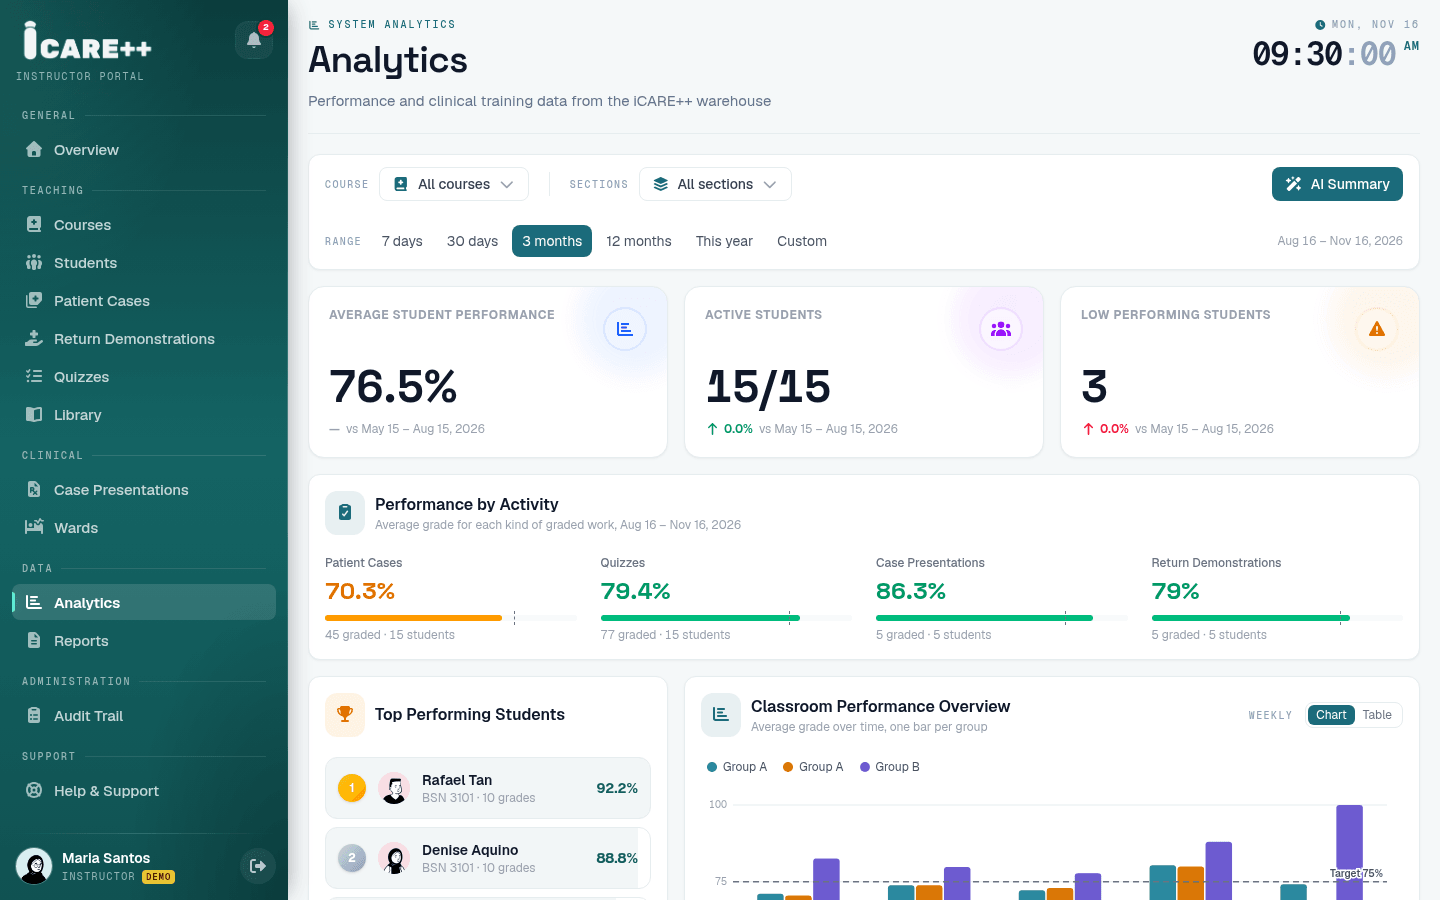 iCARE++
2
INSTRUCTOR PORTAL
GENERAL
Overview
TEACHING
Courses
Students
Patient Cases
Return Demonstrations
Quizzes
Library
CLINICAL
Case Presentations
Wards
DATA
Analytics
Reports
ADMINISTRATION
Audit Trail
SUPPORT
Help & Support
Maria Santos
INSTRUCTOR DEMO
SYSTEM ANALYTICS
Analytics
Performance and clinical training data from the iCARE++ warehouse
MON, NOV 16
09:30:00 AM
COURSE All courses SECTIONS All sections AI Summary
RANGE 7 days 30 days 3 months 12 months This year Custom Aug 16 – Nov 16, 2026
AVERAGE STUDENT PERFORMANCE
76.5%
— vs May 15 – Aug 15, 2026
ACTIVE STUDENTS
15/15
↑ 0.0% vs May 15 – Aug 15, 2026
LOW PERFORMING STUDENTS
3
↑ 0.0% vs May 15 – Aug 15, 2026
Performance by Activity
Average grade for each kind of graded work, Aug 16 – Nov 16, 2026
Patient Cases
70.3%
45 graded · 15 students
Quizzes
79.4%
77 graded · 15 students
Case Presentations
86.3%
5 graded · 5 students
Return Demonstrations
79%
5 graded · 5 students
Top Performing Students
1 Rafael Tan 92.2%
BSN 3101 · 10 grades
2 Denise Aquino 88.8%
BSN 3101 · 10 grades
Classroom Performance Overview
Average grade over time, one bar per group
WEEKLY Chart Table
Group A Group A Group B
100
75
Target 75%